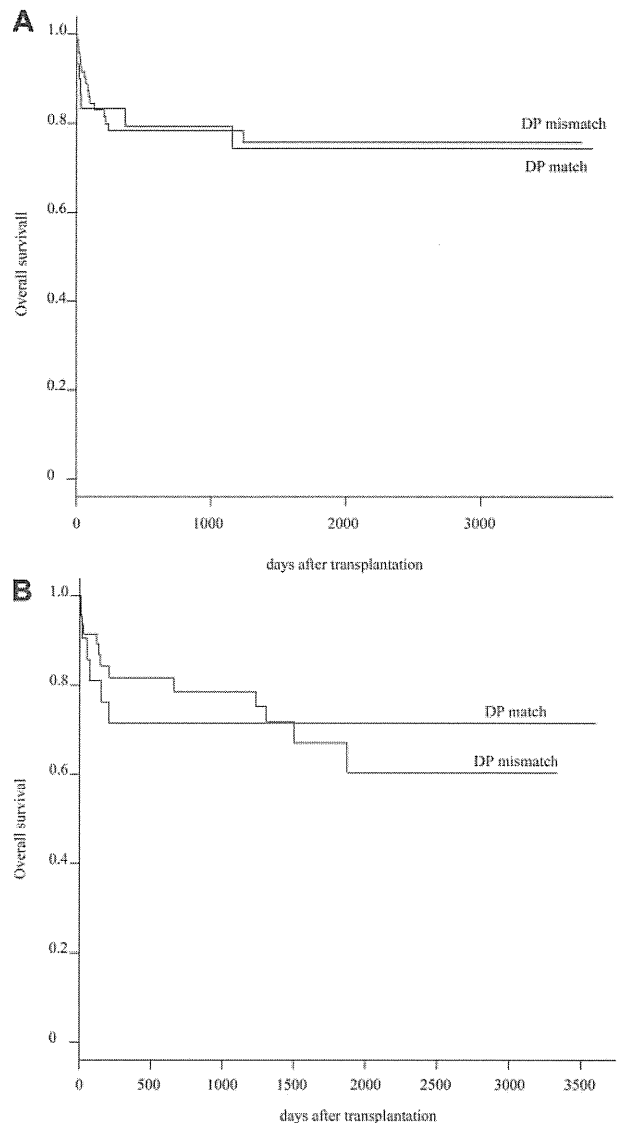 A
1.0
0.8
0.6
0.4
0.2
0
Overall survivall
DP mismatch
DP match
0 1000 2000 3000
days after transplantation
B
1.0
0.8
0.6
0.4
0.2
0
Overall survival
DP match
DP mismatch
0 500 1000 1500 2000 2500 3000 3500
days after transplantation